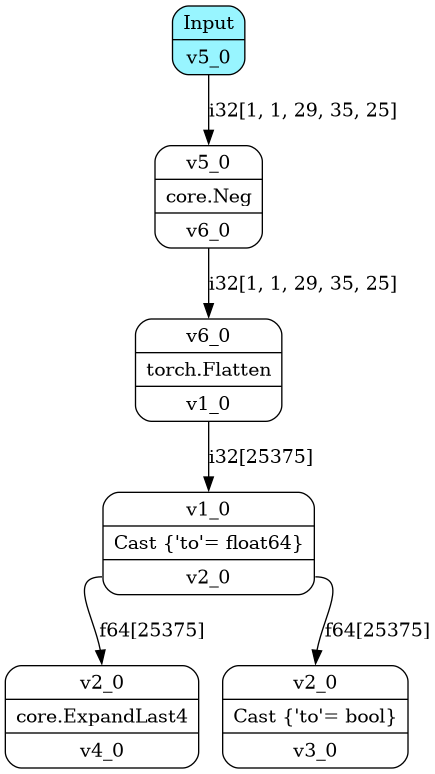 Input
v5_0
i32[1, 1, 29, 35, 25]
v5_0
core.Neg
v6_0
i32[1, 1, 29, 35, 25]
v6_0
torch.Flatten
v1_0
i32[25375]
v1_0
Cast {'to'= float64}
v2_0
f64[25375]
f64[25375]
v2_0
core.ExpandLast4
v4_0
v2_0
Cast {'to'= bool}
v3_0